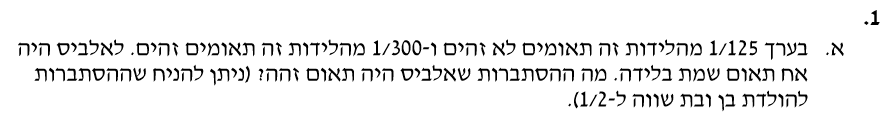 1.
א. בערך 1/125 מהלידות זה תאומים לא זהים ו-1/300 מהלידות זה תאומים זהים. לאלביס היה
אח תאום שמת בלידה. מה ההסתברות שאלביס היה תאום זהה? (ניתן להניח שההסתברות
להולדת בן ובת שווה ל-1/2).